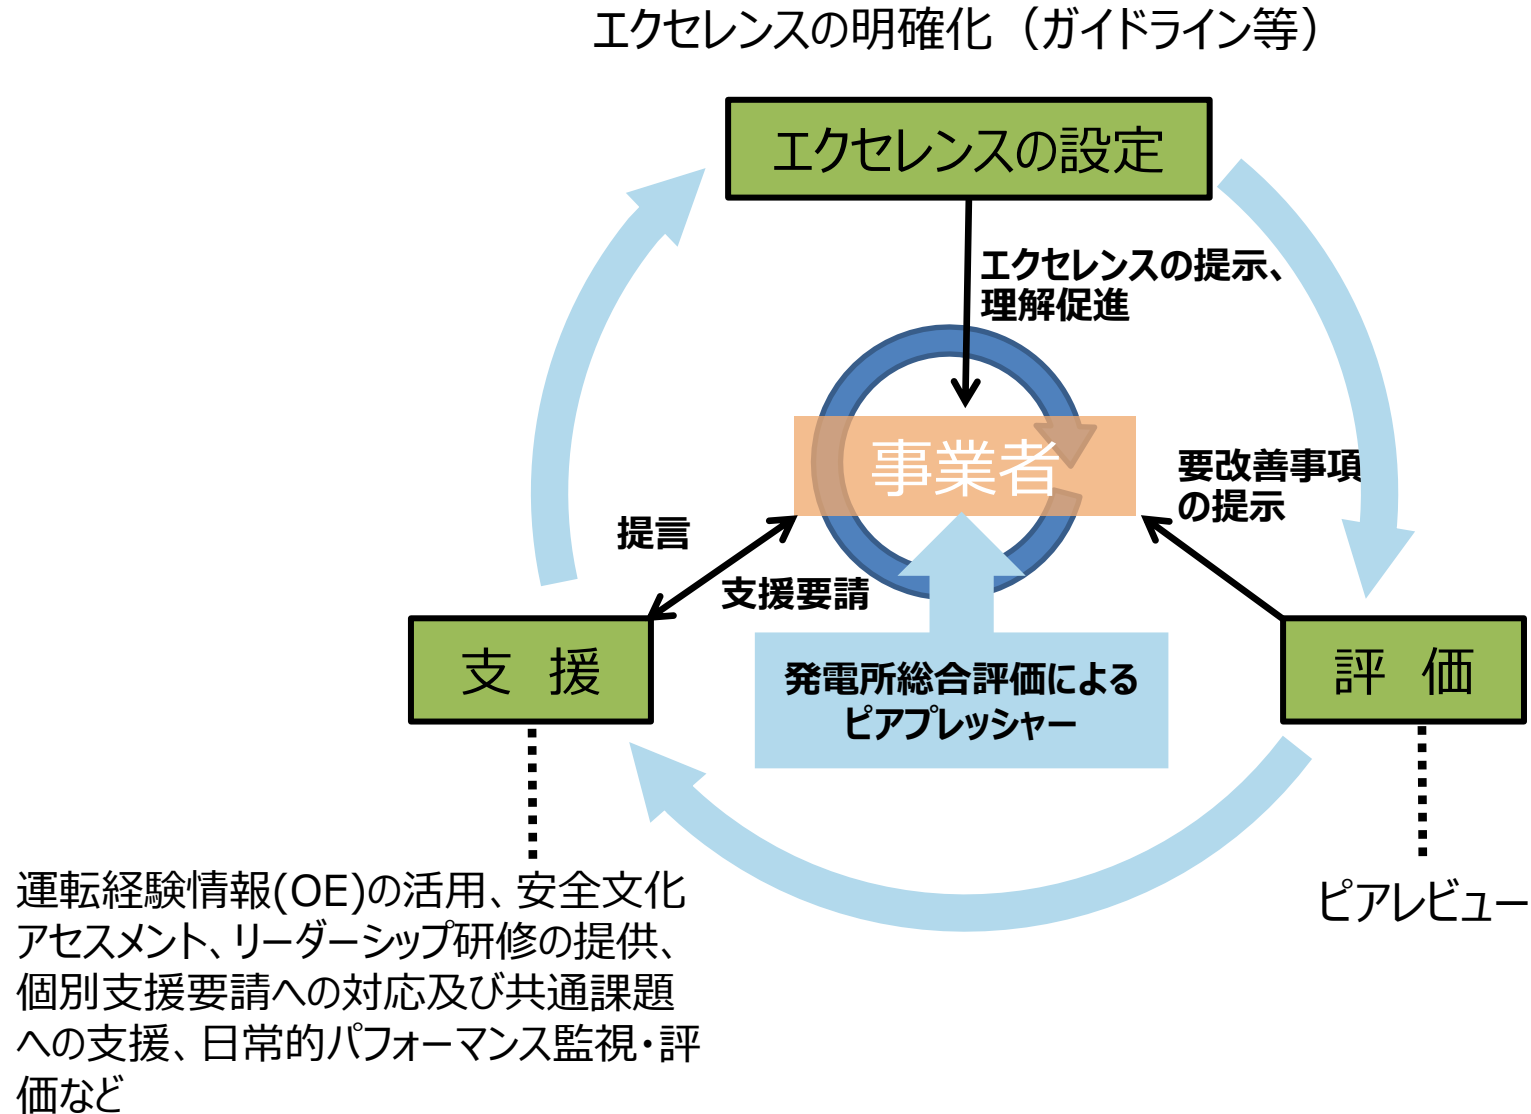 エクセレンスの明確化（ガイドライン等）
エクセレンスの設定
エクセレンスの提示、
理解促進
事業者
要改善事項
の提示
提言
支援要請
支　援
発電所総合評価による
ピアプレッシャー
評　価
運転経験情報(OE)の活用、安全文化
アセスメント、リーダーシップ研修の提供、
個別支援要請への対応及び共通課題
への支援、日常的パフォーマンス監視・評
価など
ピアレビュー